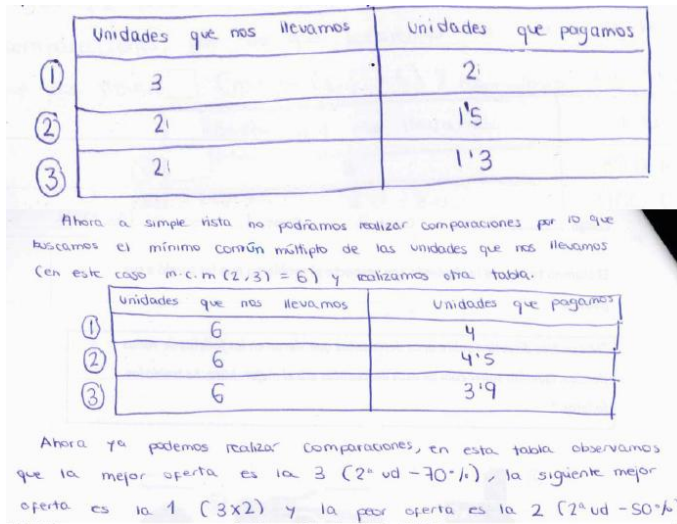 Unidades que nos llevamos Unidades que pagamos
① 3 2
② 2 1'5
③ 2 1'3
Ahora a simple vista no podríamos realizar comparaciones por lo que
buscamos el mínimo común múltiplo de las unidades que nos llevamos
(en este caso m.c.m (2,3) = 6) y realizamos otra tabla.
Unidades que nos llevamos Unidades que pagamos
① 6 4
② 6 4'5
③ 6 3'9
Ahora ya podemos realizar comparaciones, en esta tabla observamos
que la mejor oferta es la 3 (2ª ud -70%), la siguiente mejor
oferta es la 1 (3x2) y la peor oferta es la 2 (2ª ud -50%